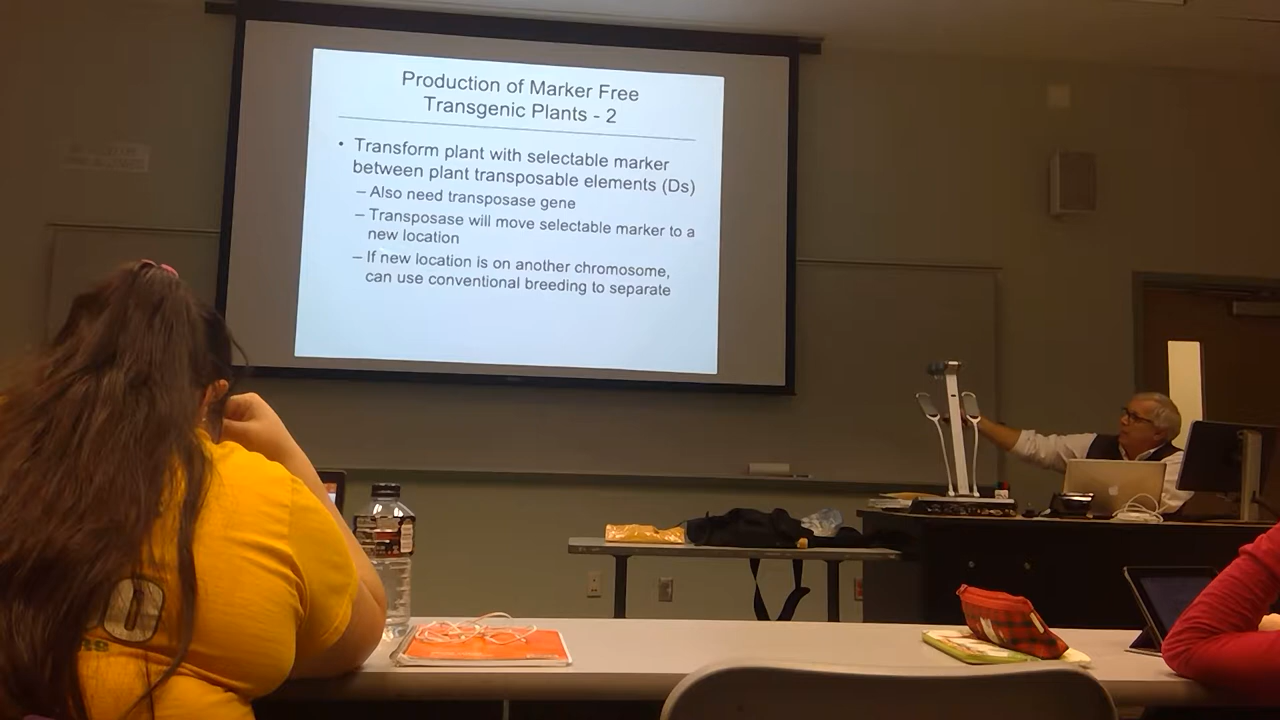 Production of Marker Free
Transgenic Plants - 2
• Transform plant with selectable marker
between plant transposable elements (Ds)
– Also need transposase gene
– Transposase will move selectable marker to a
new location
– If new location is on another chromosome,
can use conventional breeding to separate
0